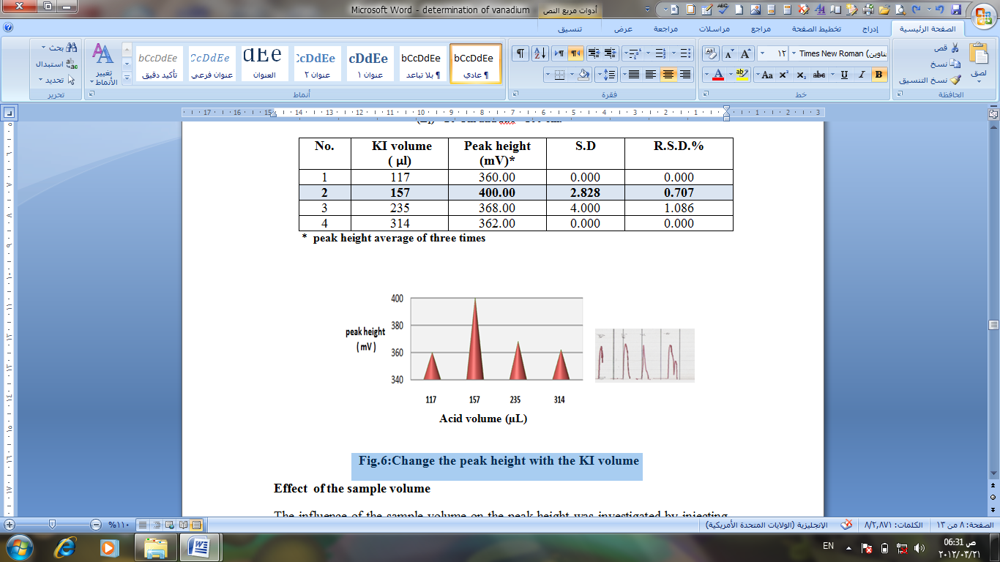 Microsoft Word - determination of vanadium
أدوات مربع النص
الصفحة الرئيسية
إدراج
تخطيط الصفحة
مراجع
مراسلات
مراجعة
عرض
تنسيق
لصق
قص
نسخ
نسخ التنسيق
الحافظة
Times New Roman (عناوين
١٢
خط
فقرة
AaBbCcDdEe
¶ عادي
¶ بلا تباعد
عنوان ١
عنوان ٢
العنوان
عنوان فرعي
تأكيد دقيق
تغيير الأنماط
أنماط
بحث
استبدال
تحديد
تحرير
No. KI volume ( µl) Peak height (mV)* S.D R.S.D.%
1 117 360.00 0.000 0.000
2 157 400.00 2.828 0.707
3 235 368.00 4.000 1.086
4 314 362.00 0.000 0.000
* peak height average of three times
peak height
( mV )
400
380
360
340
117 157 235 314
Acid volume (µL)
Fig.6:Change the peak height with the KI volume
Effect of the sample volume
The influence of the sample volume on the peak height was investigated by injecting
الصفحة: ٨ من ١٣
الكلمات: ٨/٢,٨٧١
الإنجليزية (الولايات المتحدة الأمريكية)
%١١٠
EN
06:31 ص
٢٠١٢/٠٣/٢١